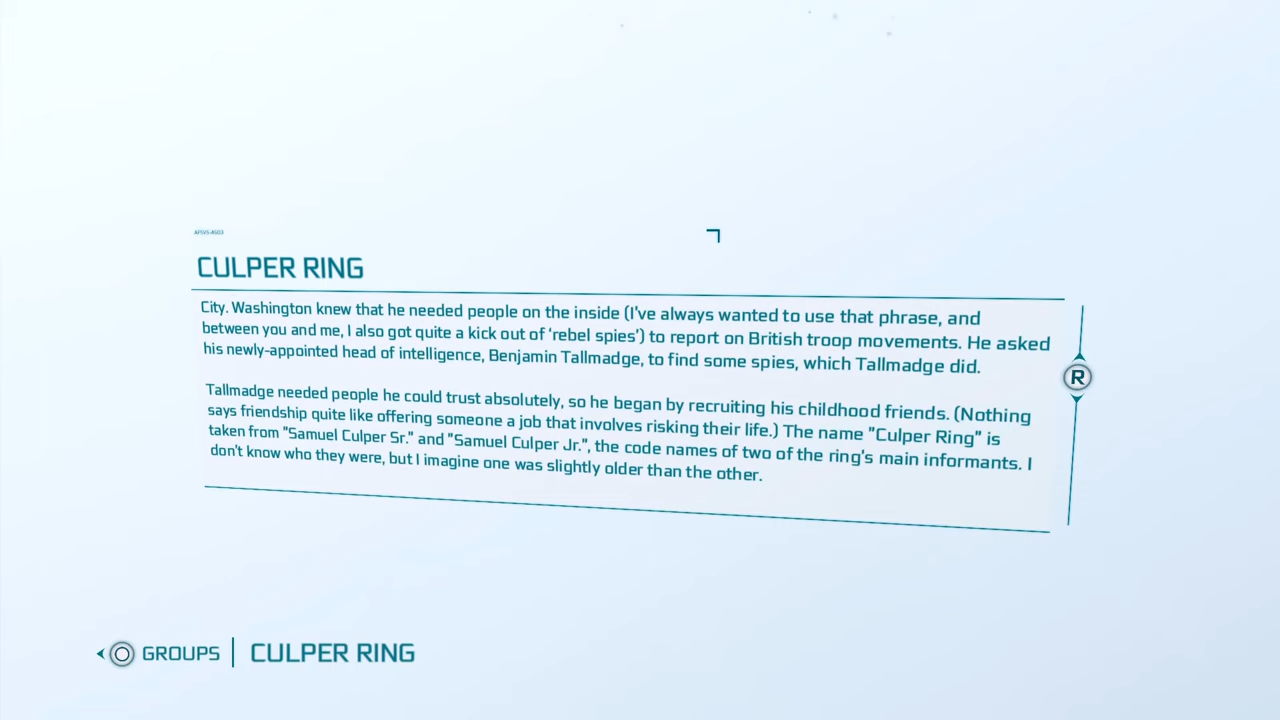 CULPER RING
City. Washington knew that he needed people on the inside (I've always wanted to use that phrase, and
between you and me, I also got quite a kick out of 'rebel spies') to report on British troop movements. He asked
his newly-appointed head of intelligence, Benjamin Tallmadge, to find some spies, which Tallmadge did.
Tallmadge needed people he could trust absolutely, so he began by recruiting his childhood friends. (Nothing
says friendship quite like offering someone a job that involves risking their life.) The name "Culper Ring" is
taken from "Samuel Culper Sr." and "Samuel Culper Jr.", the code names of two of the ring's main informants. I
don't know who they were, but I imagine one was slightly older than the other.
R
GROUPS | CULPER RING